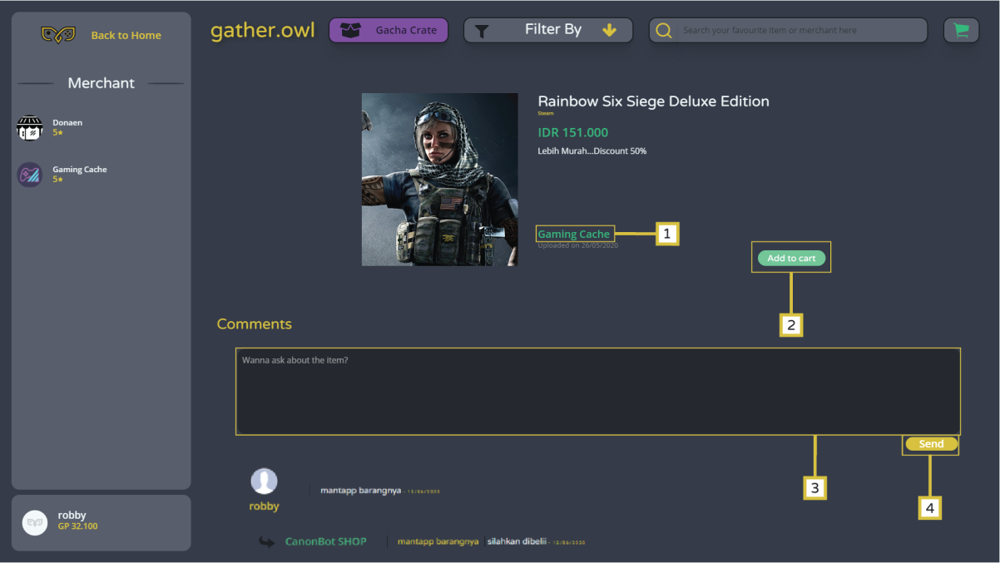 Back to Home
gather.owl
Gacha Crate
Filter By
Search your favourite item or merchant here
Merchant
Donaen
5★
Gaming Cache
5★
Rainbow Six Siege Deluxe Edition
Steam
IDR 151.000
Lebih Murah...Discount 50%
Gaming Cache
1
Uploaded on 26/05/2020
Add to cart
2
Comments
Wanna ask about the item?
Send
3
4
mantapp barangnya - 12/06/2020
robby
CanonBot SHOP mantapp barangnya silahkan dibelii - 12/06/2020
robby
GP 32.100